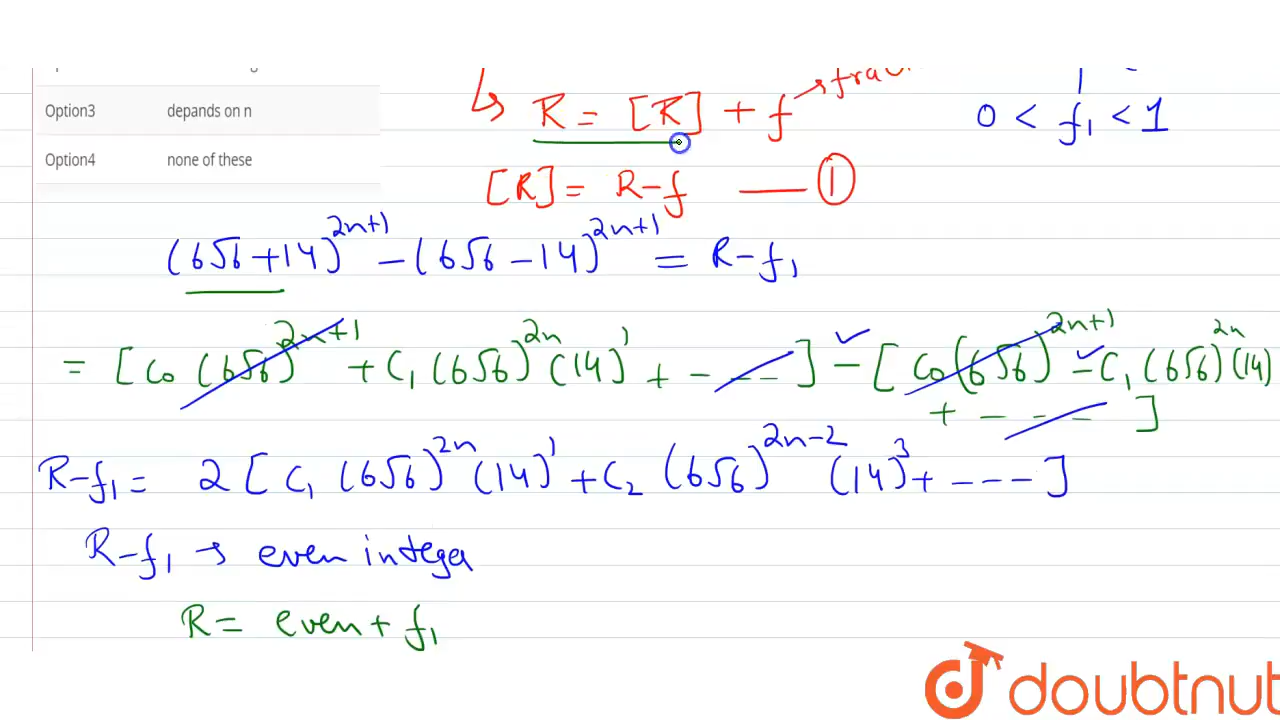 Option3 depands on n
Option4 none of these
↳ R = [R] + f → frac
0 < f₁ < 1
[R] = R-f —— ①
(6√6 + 14)²ⁿ⁺¹ - (6√6 - 14)²ⁿ⁺¹ = R - f₁
= [C₀ (6√6)²ⁿ⁺¹ + C₁ (6√6)²ⁿ (14)¹ + - - - ] - [C₀ (6√6)²ⁿ⁺¹ - C₁ (6√6)²ⁿ (14)
+ - - - ]
R-f₁ = 2 [ C₁ (6√6)²ⁿ (14)¹ + C₂ (6√6)²ⁿ⁻² (14)³ + - - - ]
R-f₁ → even intega
R = even + f₁
doubtnut